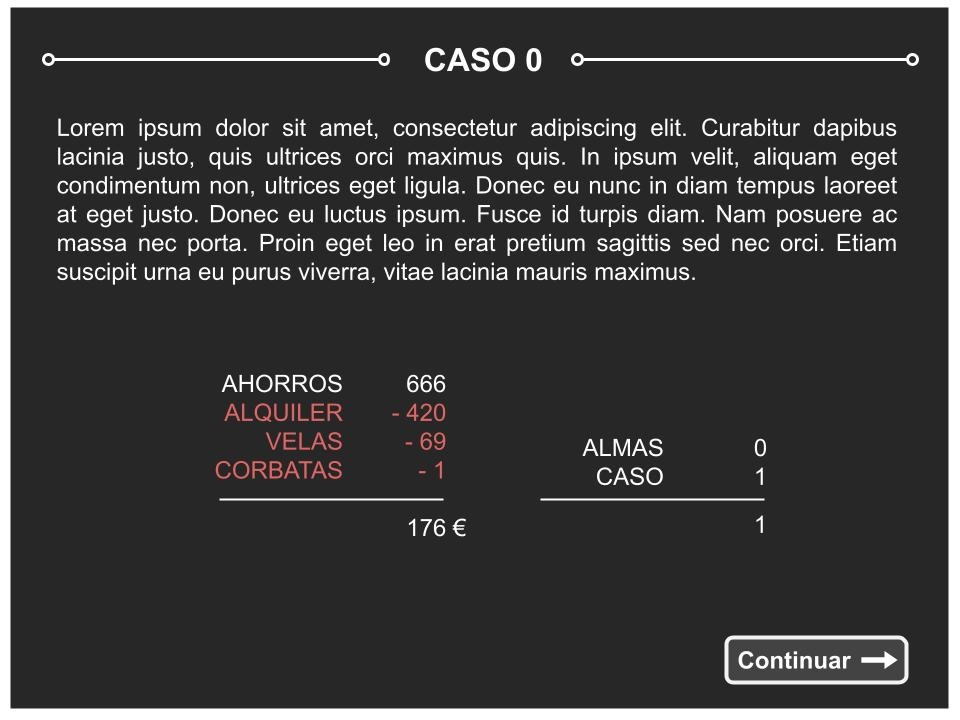 CASO 0
Lorem ipsum dolor sit amet, consectetur adipiscing elit. Curabitur dapibus
lacinia justo, quis ultrices orci maximus quis. In ipsum velit, aliquam eget
condimentum non, ultrices eget ligula. Donec eu nunc in diam tempus laoreet
at eget justo. Donec eu luctus ipsum. Fusce id turpis diam. Nam posuere ac
massa nec porta. Proin eget leo in erat pretium sagittis sed nec orci. Etiam
suscipit urna eu purus viverra, vitae lacinia mauris maximus.
AHORROS 666
ALQUILER - 420
VELAS - 69
CORBATAS - 1
176 €
ALMAS 0
CASO 1
1
Continuar